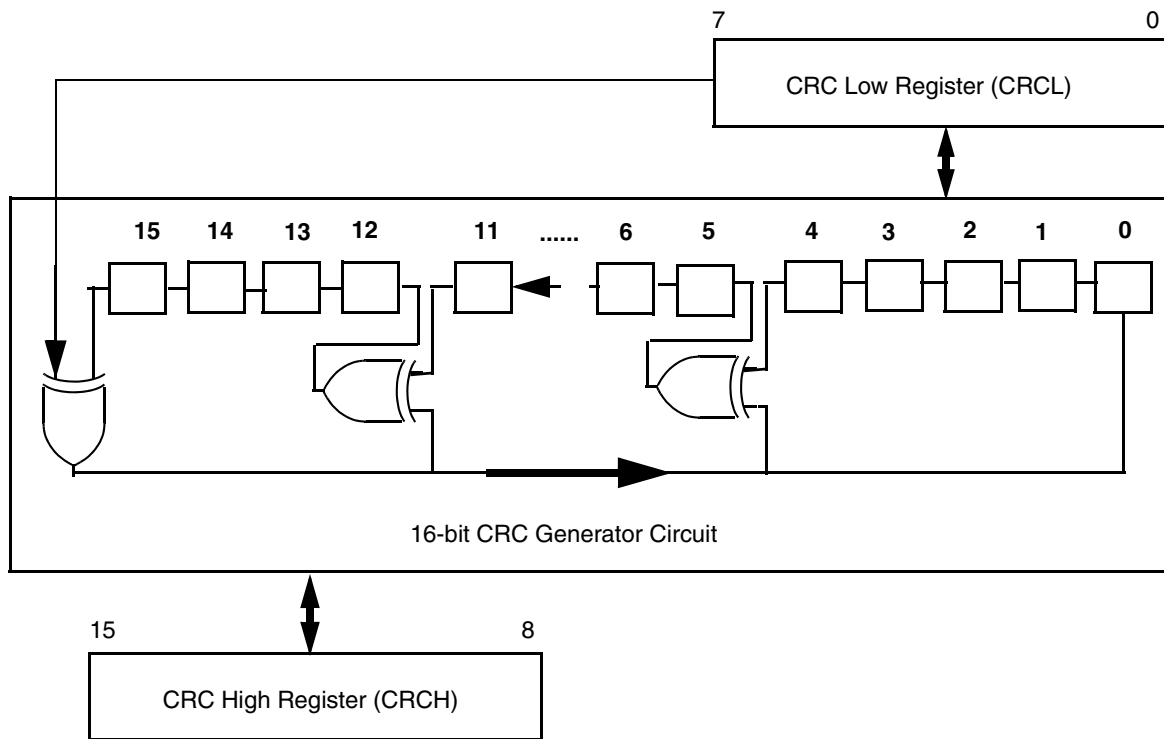 7 0
CRC Low Register (CRCL)
15 14 13 12 11 ...... 6 5 4 3 2 1 0
16-bit CRC Generator Circuit
15 8
CRC High Register (CRCH)